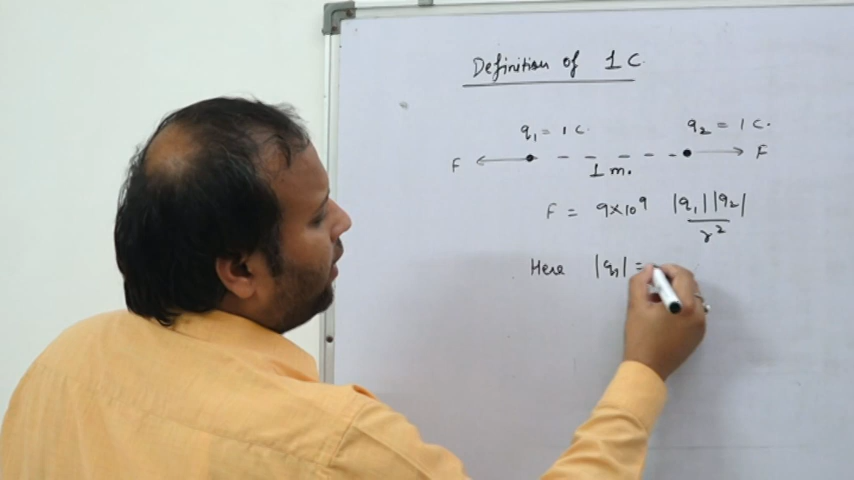 Definition of 1 C.
q₁ = 1 C. q₂ = 1 C.
F F
1 m.
F = 9×10⁹ |q₁||q₂| / r²
Here |q₁| =